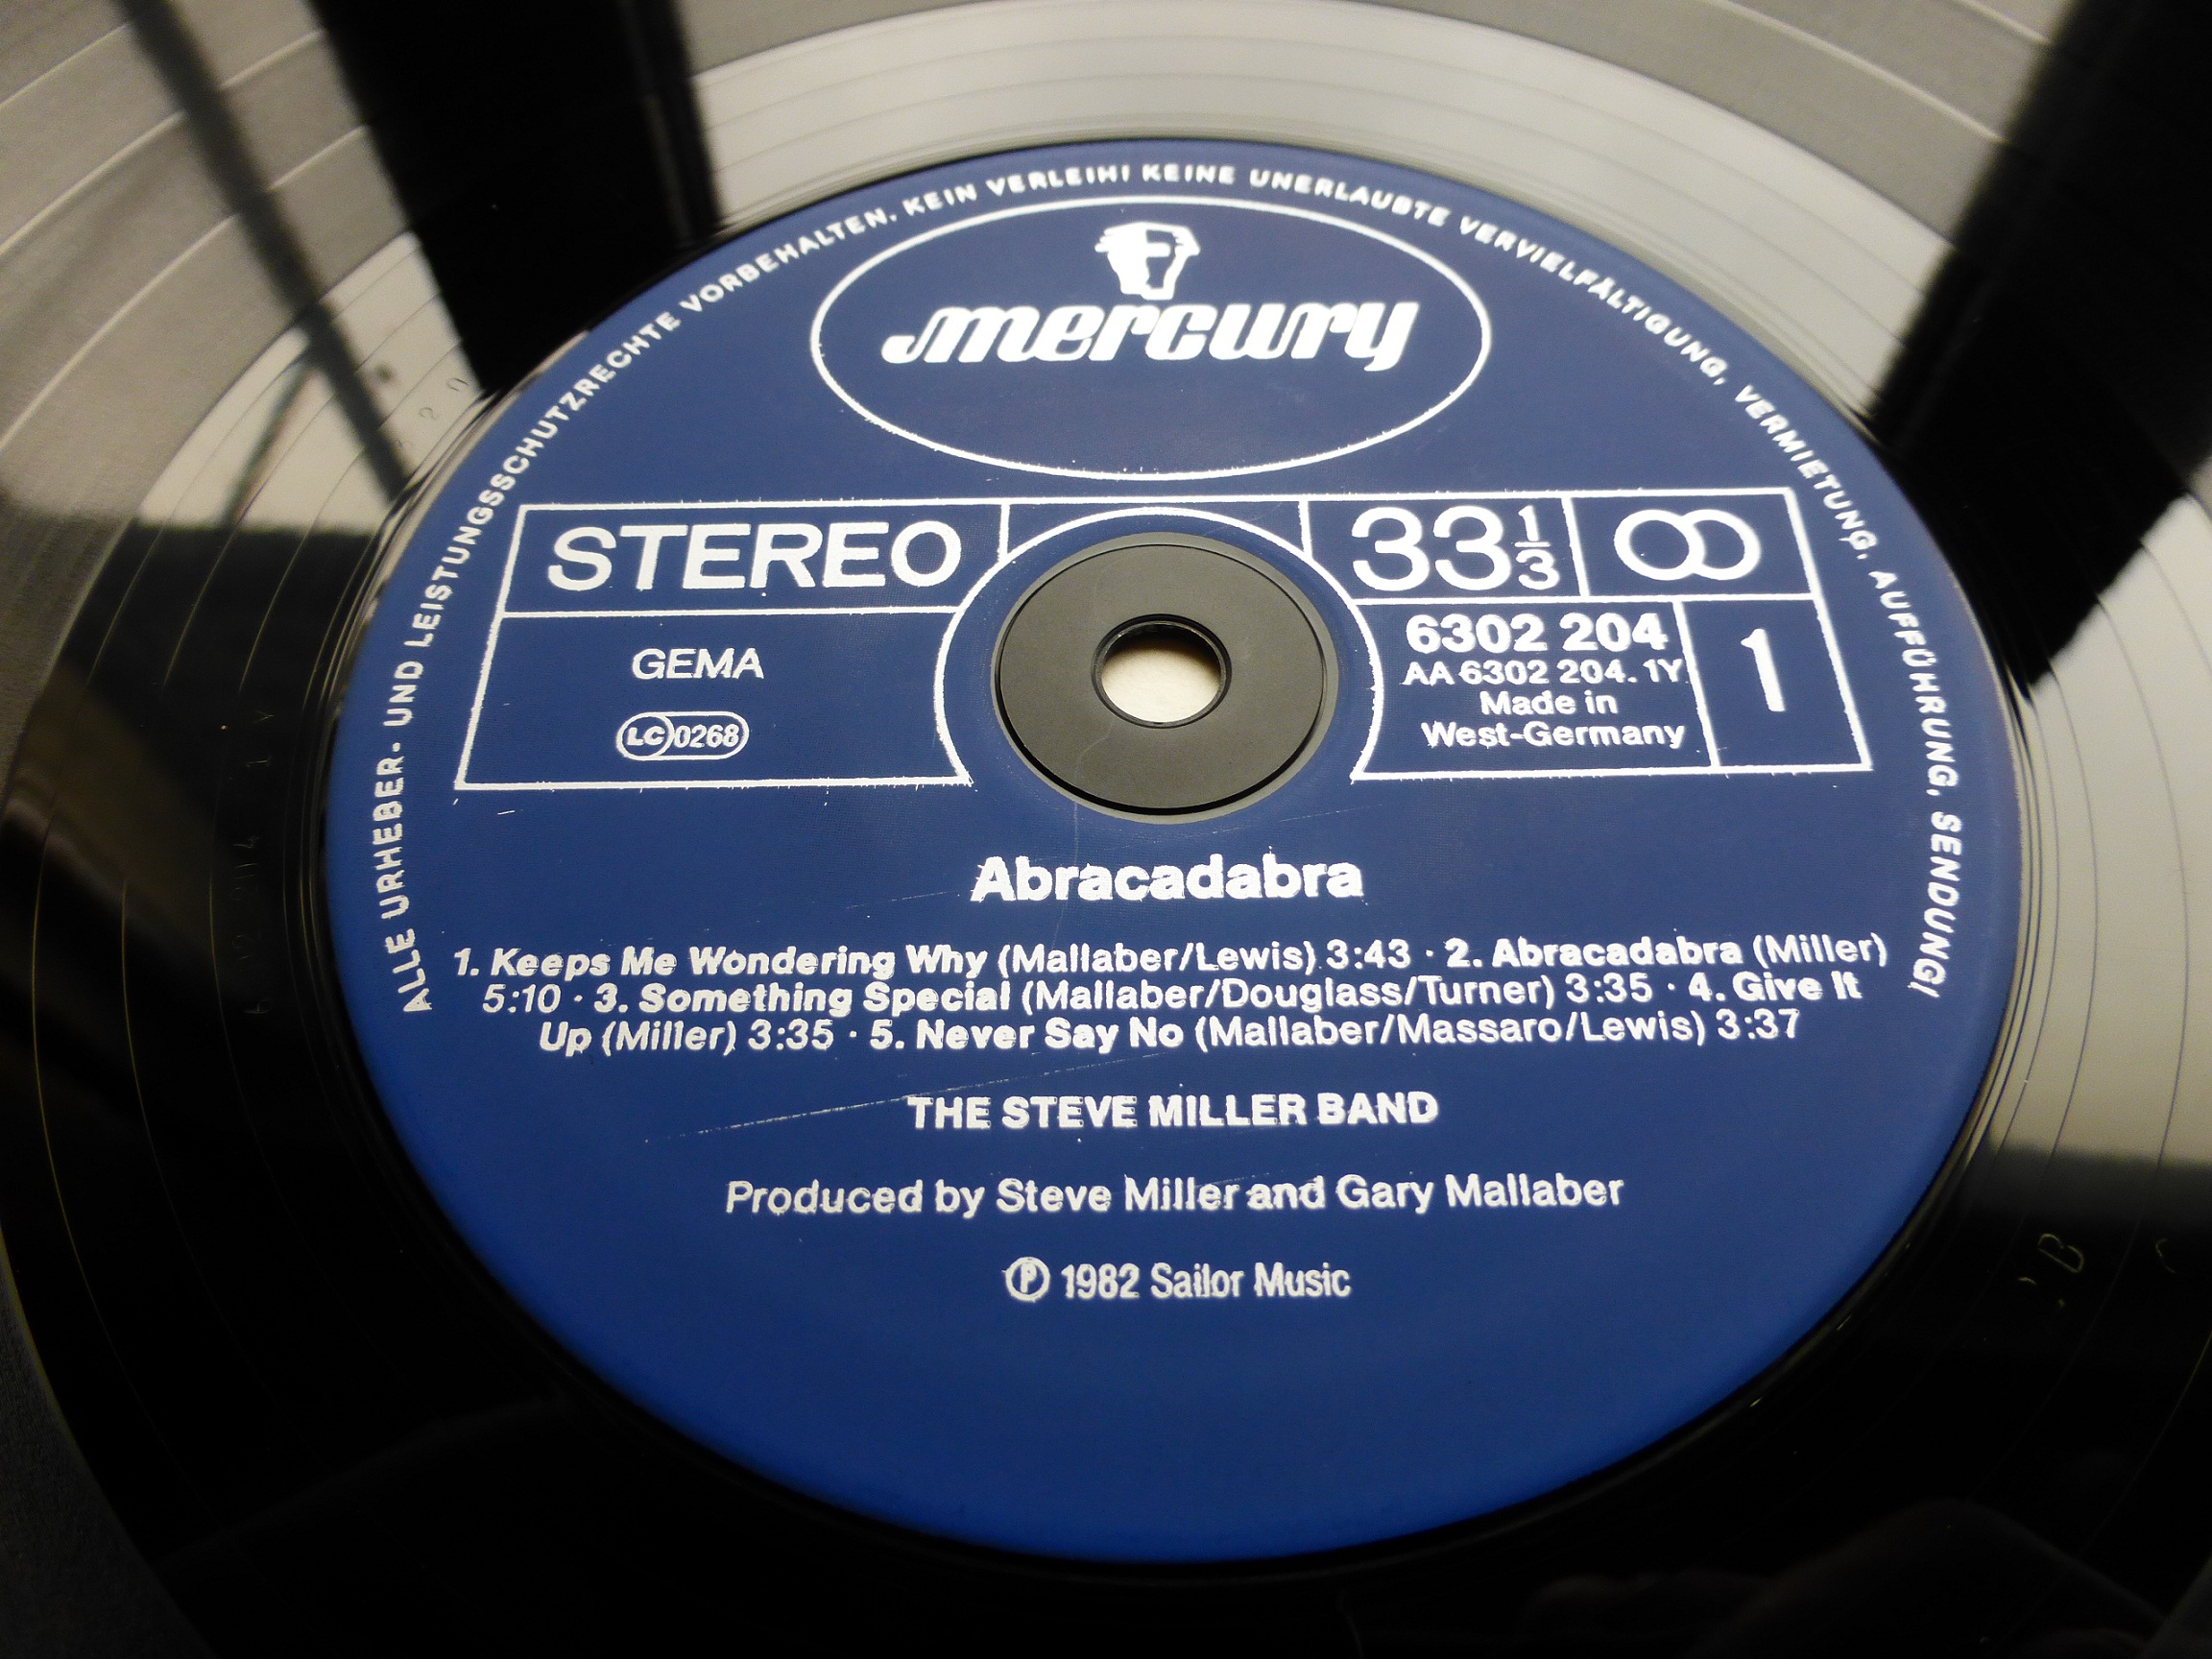 ALLE URHEBER- UND LEISTUNGSSCHUTZRECHTE VORBEHALTEN. KEIN VERLEIH! KEINE UNERLAUBTE VERVIELFÄLTIGUNG, VERMIETUNG, AUFFÜHRUNG, SENDUNG!
mercury
STEREO
33 1/3
GEMA
LC 0268
6302 204
AA 6302 204. 1Y
Made in
West-Germany
1
Abracadabra
1. Keeps Me Wondering Why (Mallaber/Lewis) 3:43 · 2. Abracadabra (Miller)
5:10 · 3. Something Special (Mallaber/Douglass/Turner) 3:35 · 4. Give It
Up (Miller) 3:35 · 5. Never Say No (Mallaber/Massaro/Lewis) 3:37
THE STEVE MILLER BAND
Produced by Steve Miller and Gary Mallaber
℗ 1982 Sailor Music